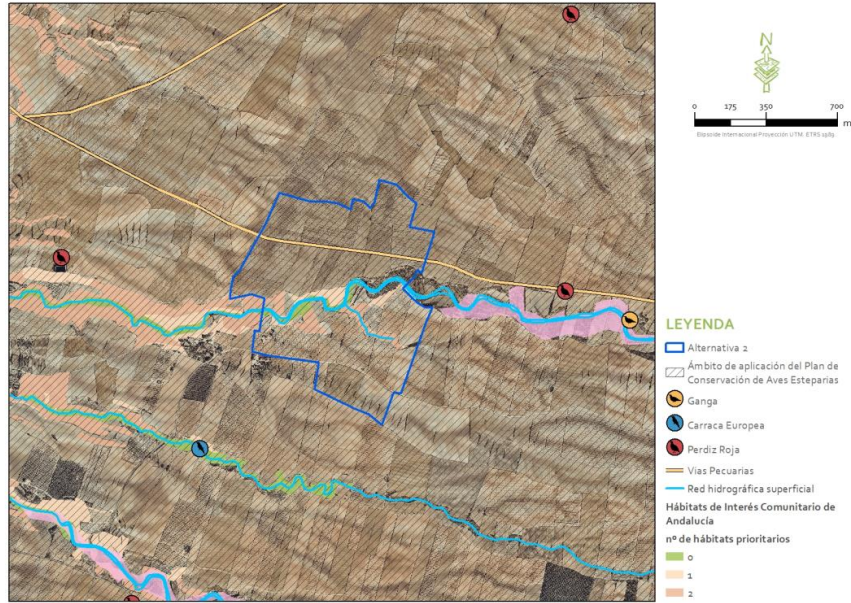 N
0 175 350 700
m
Elipsoide Internacional Proyección UTM. ETRS 1989.
LEYENDA
Alternativa 2
Ámbito de aplicación del Plan de
Conservación de Aves Esteparias
Ganga
Carraca Europea
Perdiz Roja
Vias Pecuarias
Red hidrográfica superficial
Hábitats de Interés Comunitario de
Andalucía
nº de hábitats prioritarios
0
1
2